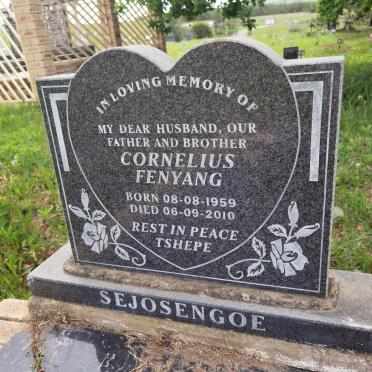 IN LOVING MEMORY OF
MY DEAR HUSBAND, OUR
FATHER AND BROTHER
CORNELIUS
FENYANG
BORN 08-08-1959
DIED 06-09-2010
REST IN PEACE
TSHEPE
SEJOSENGOE